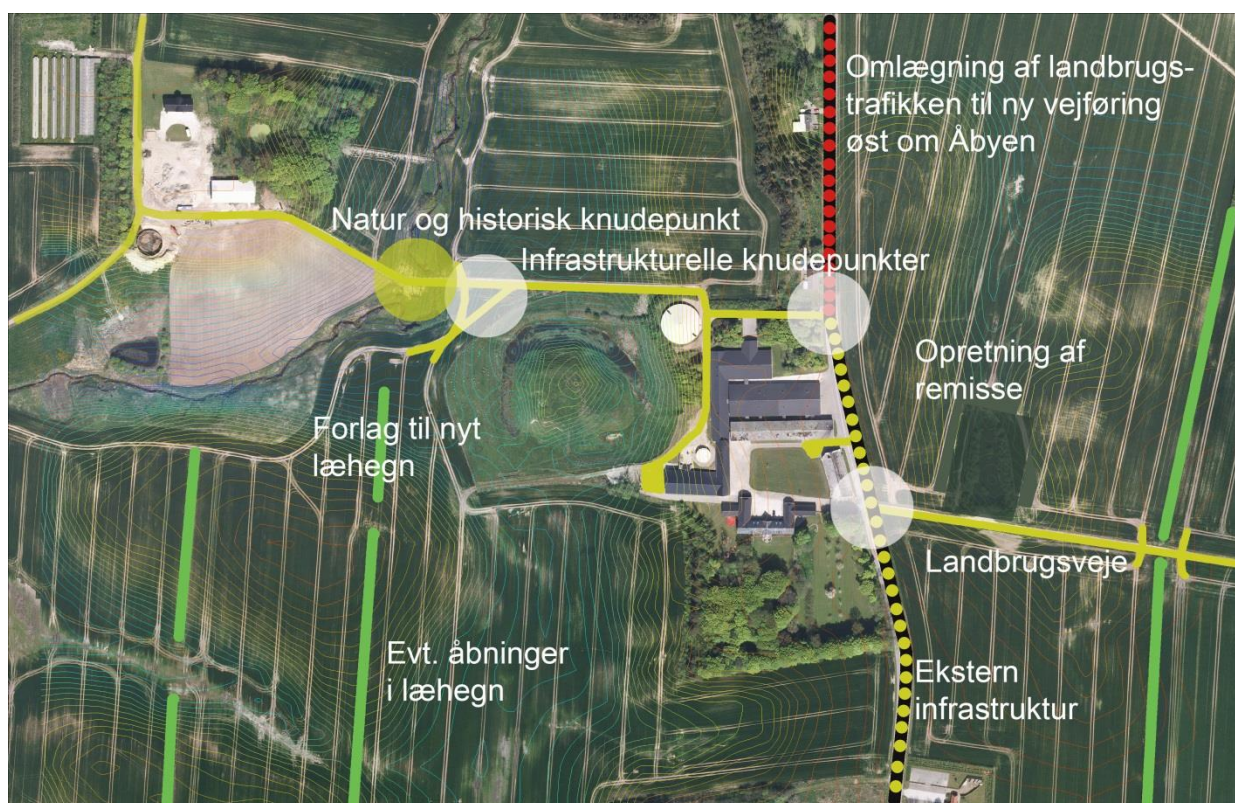 Omlægning af landbrugs-
trafikken til ny vejføring
øst om Åbyen
Natur og historisk knudepunkt
Infrastrukturelle knudepunkter
Opretning af
remisse
Forlag til nyt
læhegn
Landbrugsveje
Evt. åbninger
i læhegn
Ekstern
infrastruktur